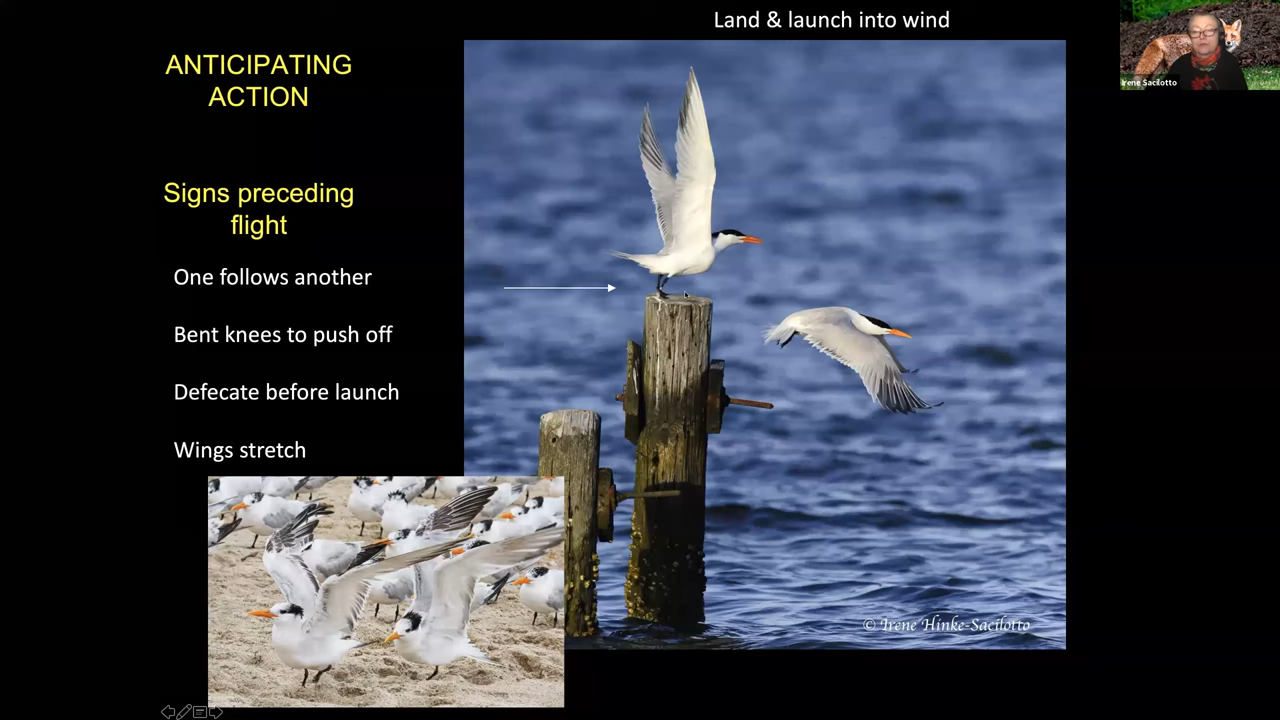 Land & launch into wind
ANTICIPATING
ACTION
Signs preceding
flight
One follows another
Bent knees to push off
Defecate before launch
Wings stretch
© Irene Hinke-Sacilotto
Irene Sacilotto